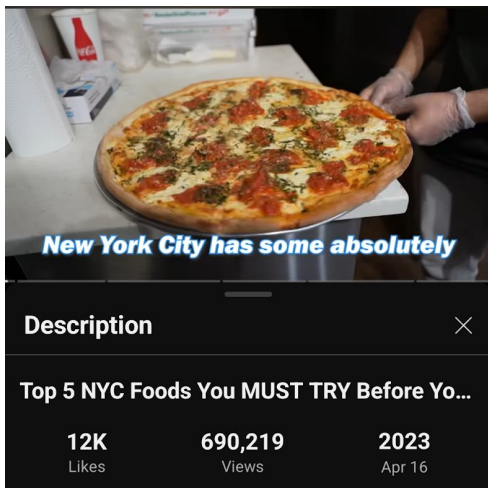 New York City has some absolutely
Description
Top 5 NYC Foods You MUST TRY Before Yo...
12K
690,219
2023
Likes
Views
Apr 16